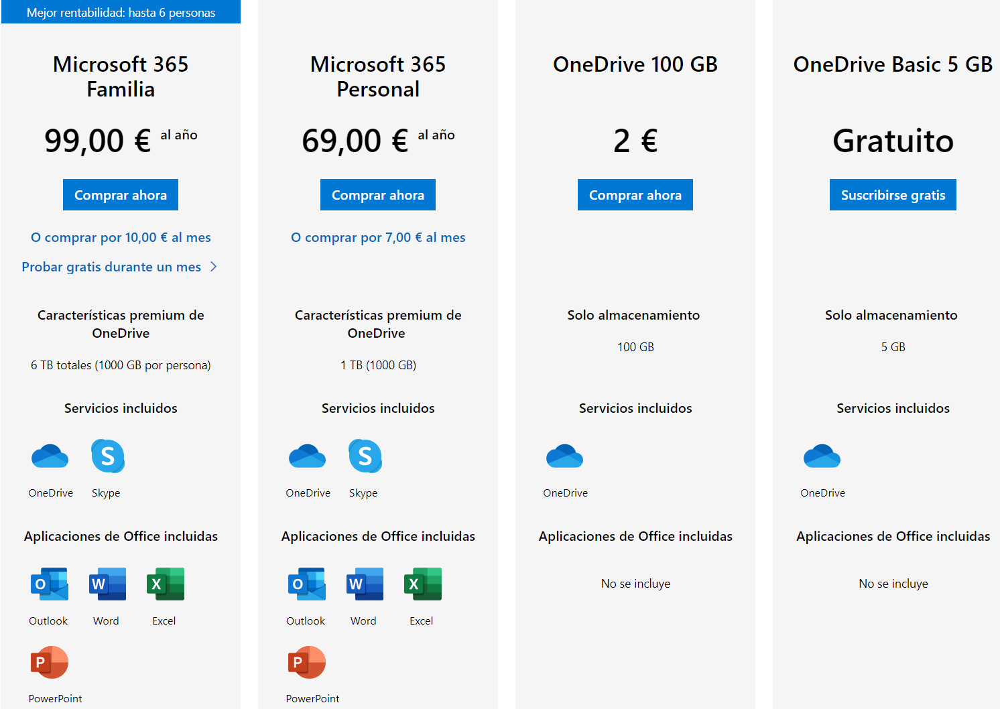 Mejor rentabilidad: hasta 6 personas
Microsoft 365
Familia
99,00 € al año
Comprar ahora
O comprar por 10,00 € al mes
Probar gratis durante un mes
Características premium de
OneDrive
6 TB totales (1000 GB por persona)
Servicios incluidos
OneDrive
S
Skype
Aplicaciones de Office incluidas
O
Outlook
W
Word
X
Excel
P
PowerPoint
Microsoft 365
Personal
69,00 € al año
Comprar ahora
O comprar por 7,00 € al mes
Características premium de
OneDrive
1 TB (1000 GB)
Servicios incluidos
OneDrive
S
Skype
Aplicaciones de Office incluidas
O
Outlook
W
Word
X
Excel
P
PowerPoint
OneDrive 100 GB
2 €
Comprar ahora
Solo almacenamiento
100 GB
Servicios incluidos
OneDrive
Aplicaciones de Office incluidas
No se incluye
OneDrive Basic 5 GB
Gratuito
Suscribirse gratis
Solo almacenamiento
5 GB
Servicios incluidos
OneDrive
Aplicaciones de Office incluidas
No se incluye